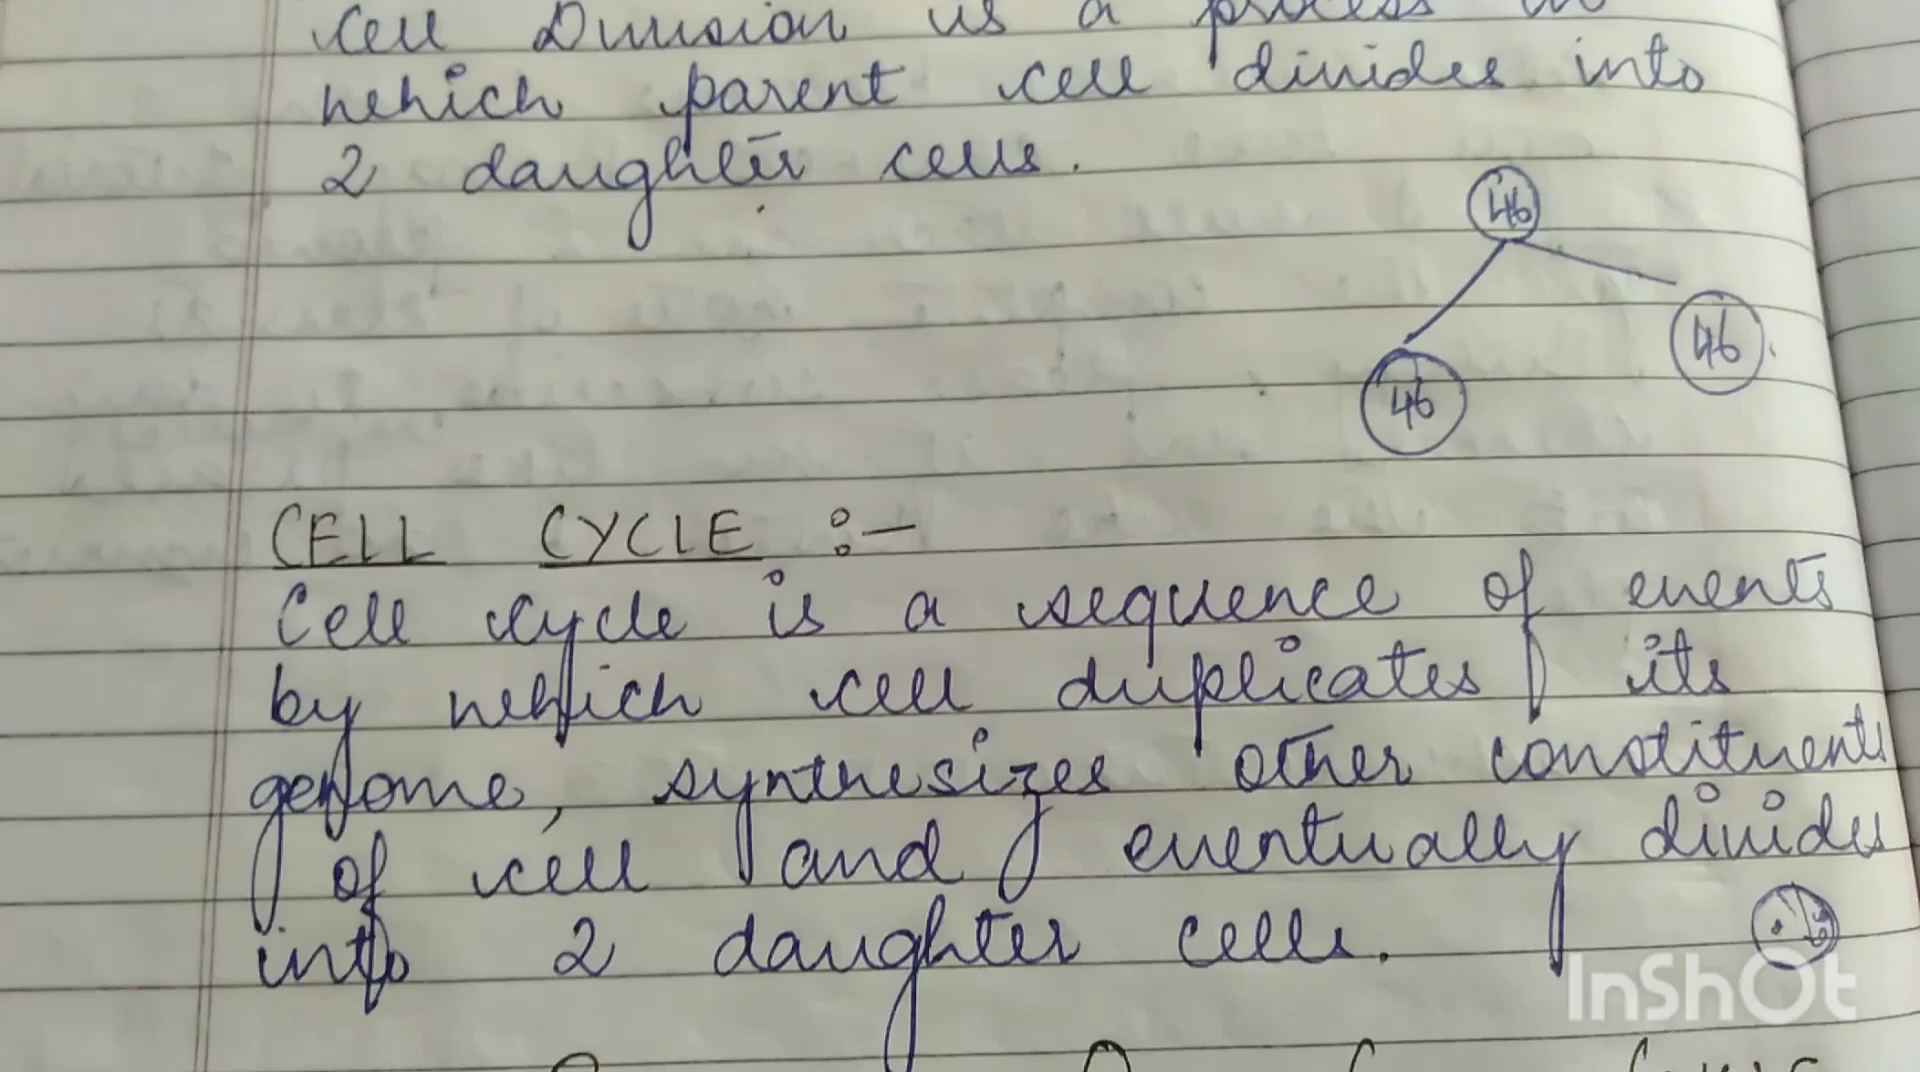 Cell Division is a process in
which parent cell divides into
2 daughter cells.
46
46
46
CELL CYCLE :-
Cell cycle is a sequence of events
by which cell duplicates its
genome, synthesizes other constituents
of cell and eventually divides
into 2 daughter cells.
InShOt